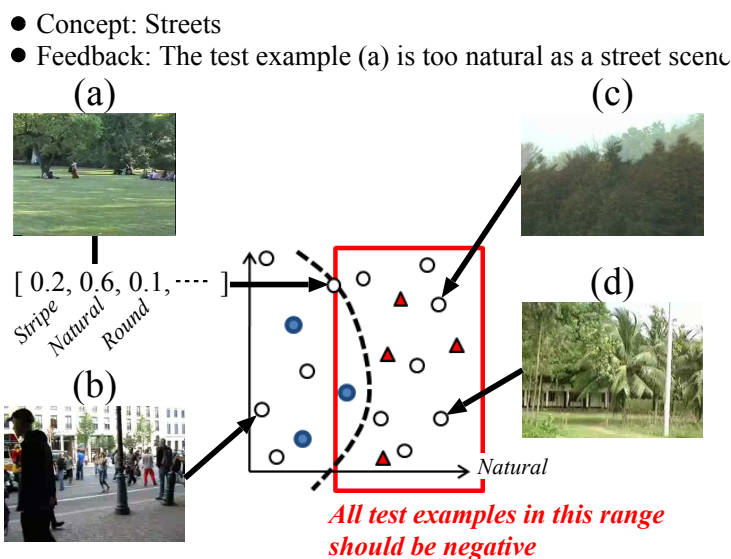 ● Concept: Streets
● Feedback: The test example (a) is too natural as a street scene
(a)
(c)
[ 0.2, 0.6, 0.1, ---- ]
Stripe
Natural
Round
(d)
(b)
Natural
All test examples in this range
should be negative